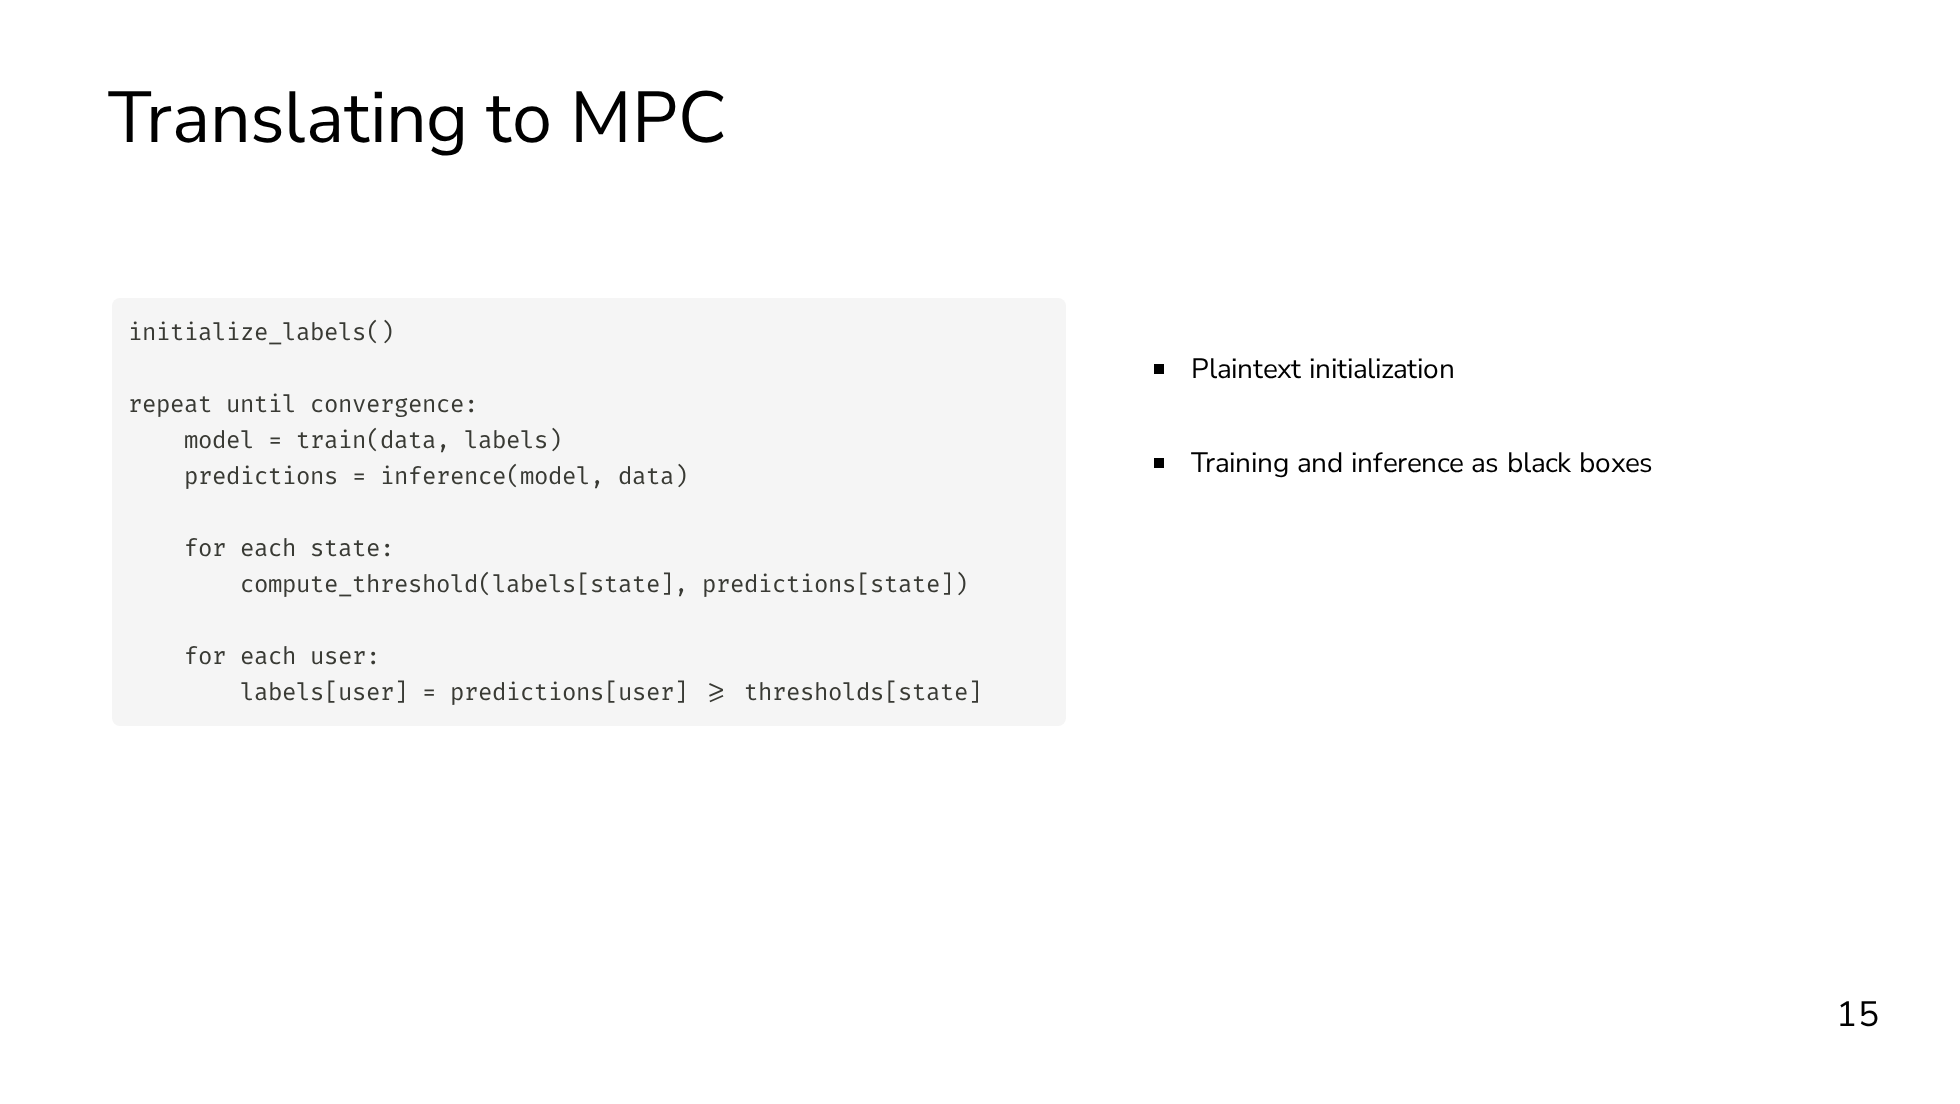 Translating to MPC
initialize_labels()
repeat until convergence:
    model = train(data, labels)
    predictions = inference(model, data)
    for each state:
        compute_threshold(labels[state], predictions[state])
    for each user:
        labels[user] = predictions[user] ⩾ thresholds[state]
▪ Plaintext initialization
▪ Training and inference as black boxes
15